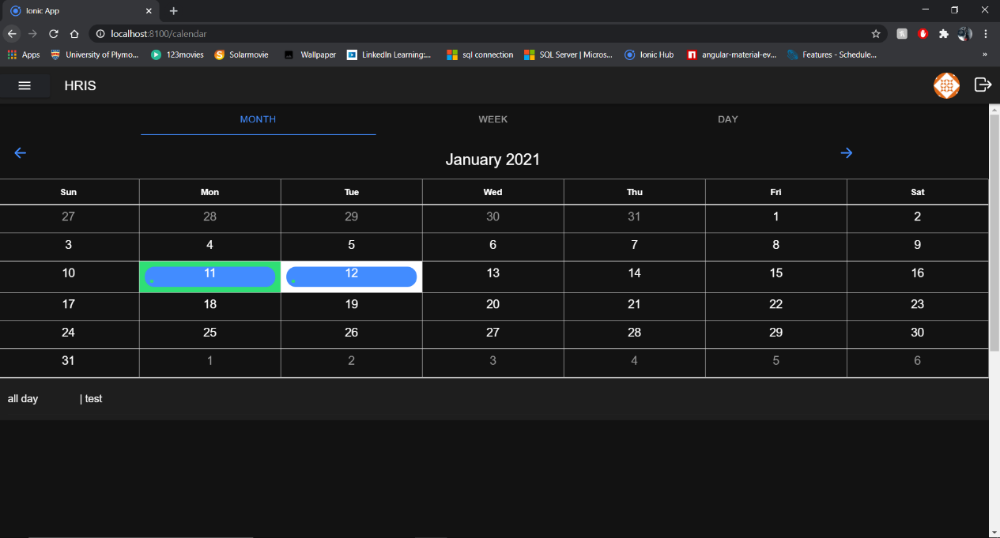 Ionic App
localhost:8100/calendar
Apps University of Plymo... 123movies Solarmovie Wallpaper LinkedIn Learning:... sql connection SQL Server | Micros... Ionic Hub angular-material-ev... Features - Schedule... »
HRIS
MONTH WEEK DAY
January 2021
Sun Mon Tue Wed Thu Fri Sat
27 28 29 30 31 1 2
3 4 5 6 7 8 9
10 11 12 13 14 15 16
17 18 19 20 21 22 23
24 25 26 27 28 29 30
31 1 2 3 4 5 6
all day | test